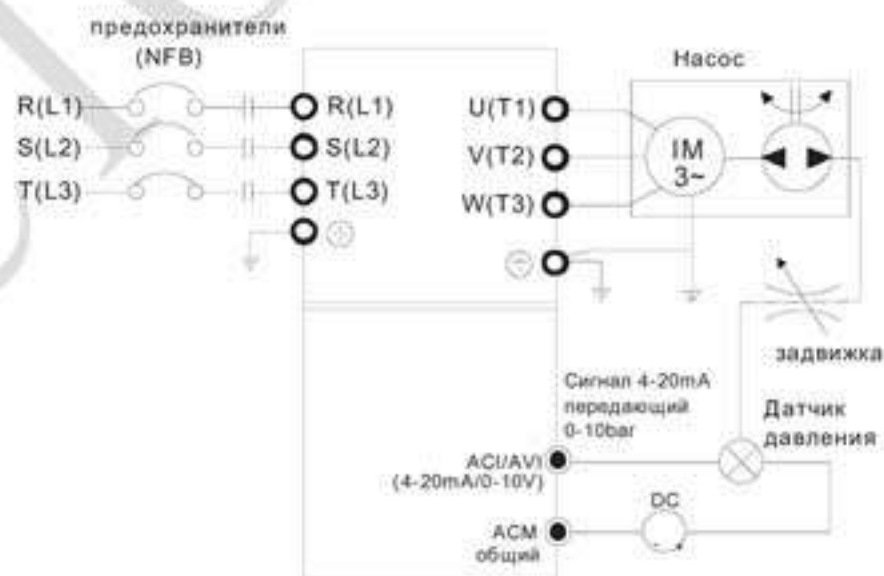 предохранители
(NFB)
R(L1)
S(L2)
T(L3)
R(L1)
S(L2)
T(L3)
U(T1)
V(T2)
W(T3)
Насос
IM
3~
задвижка
Сигнал 4-20mA
передающий
0-10bar
Датчик
давления
ACI/AVI
(4-20mA/0-10V)
DC
- +
ACM
общий